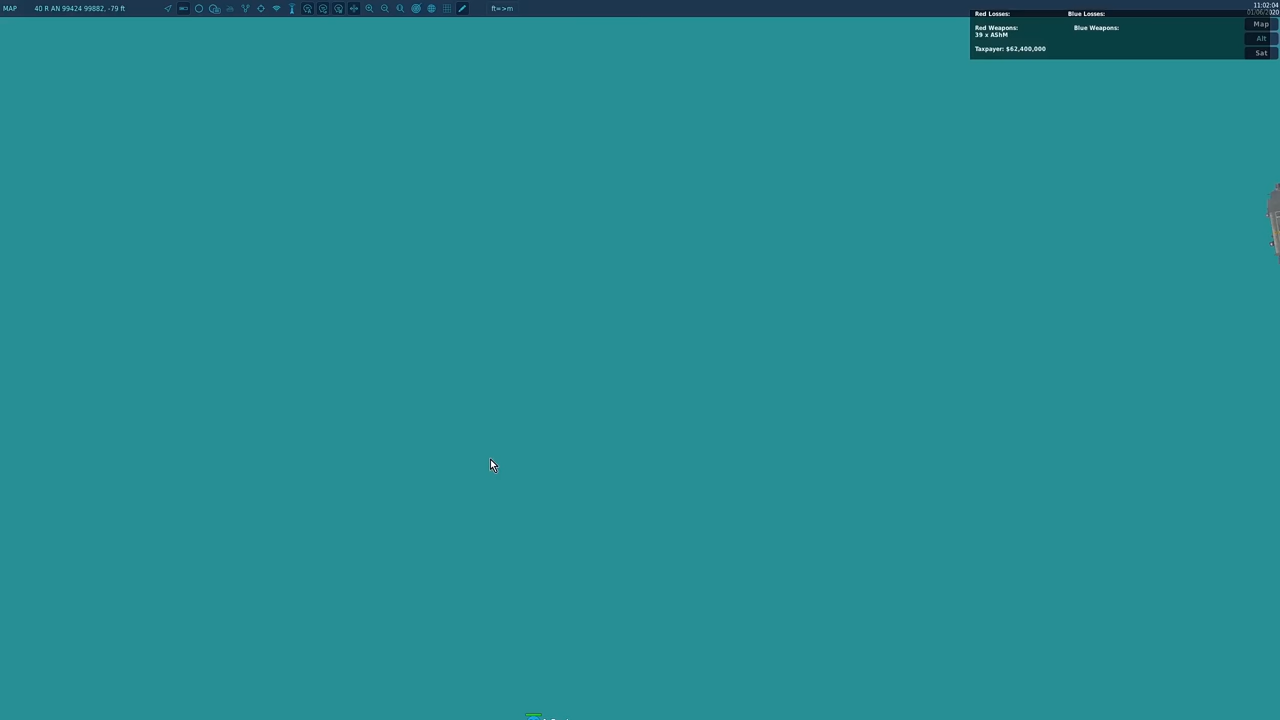 MAP 40 R AN 99424 99882, -79 ft ft=>m 11:02:04
Red Losses: Blue Losses:
Red Weapons: Blue Weapons:
39 x AShM
Taxpayer: $62,400,000
Map
Alt
Sat